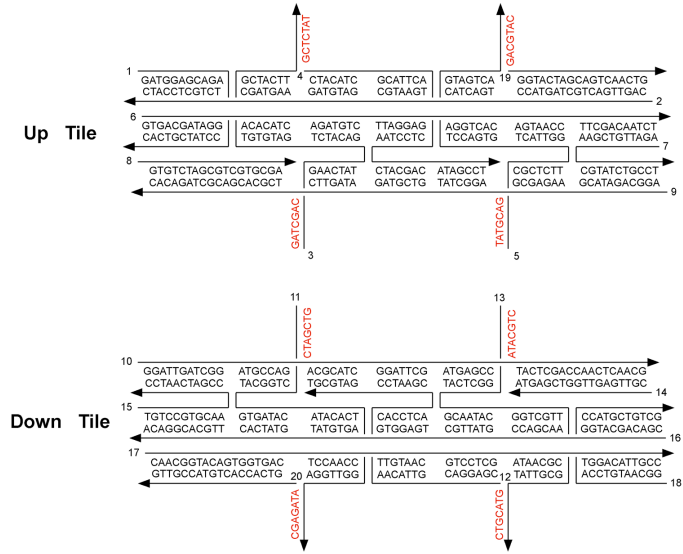 GCTCTAT GACGTAC
1 4 19
GATGGAGCAGA GCTACTT CTACATC GCATTCA GTAGTCA GGTACTAGCAGTCAACTG
CTACCTCGTCT CGATGAA GATGTAG CGTAAGT CATCAGT CCATGATCGTCAGTTGAC
2
6
GTGACGATAGG ACACATC AGATGTC TTAGGAG AGGTCAC AGTAACC TTCGACAATCT
CACTGCTATCC TGTGTAG TCTACAG AATCCTC TCCAGTG TCATTGG AAGCTGTTAGA
Up Tile
7
8
GTGTCTAGCGTCGTGCGA GAACTAT CTACGAC ATAGCCT CGCTCTT CGTATCTGCCT
CACAGATCGCAGCACGCT CTTGATA GATGCTG TATCGGA GCGAGAA GCATAGACGGA
9
GATCGAC TATGCAG
3 5
11 13
CTAGCTG ATACGTC
10
GGATTGATCGG ATGCCAG ACGCATC GGATTCG ATGAGCC TACTCGACCAACTCAACG
CCTAACTAGCC TACGGTC TGCGTAG CCTAAGC TACTCGG ATGAGCTGGTTGAGTTGC
14
15
TGTCCGTGCAA GTGATAC ATACACT CACCTCA GCAATAC GGTCGTT CCATGCTGTCG
ACAGGCACGTT CACTATG TATGTGA GTGGAGT CGTTATG CCAGCAA GGTACGACAGC
Down Tile
16
17
CAACGGTACAGTGGTGAC TCCAACC TTGTAAC GTCCTCG ATAACGC TGGACATTGCC
GTTGCCATGTCACCACTG AGGTTGG AACATTG CAGGAGC TATTGCG ACCTGTAACGG
20 12 18
CGAGATA CTGCATG